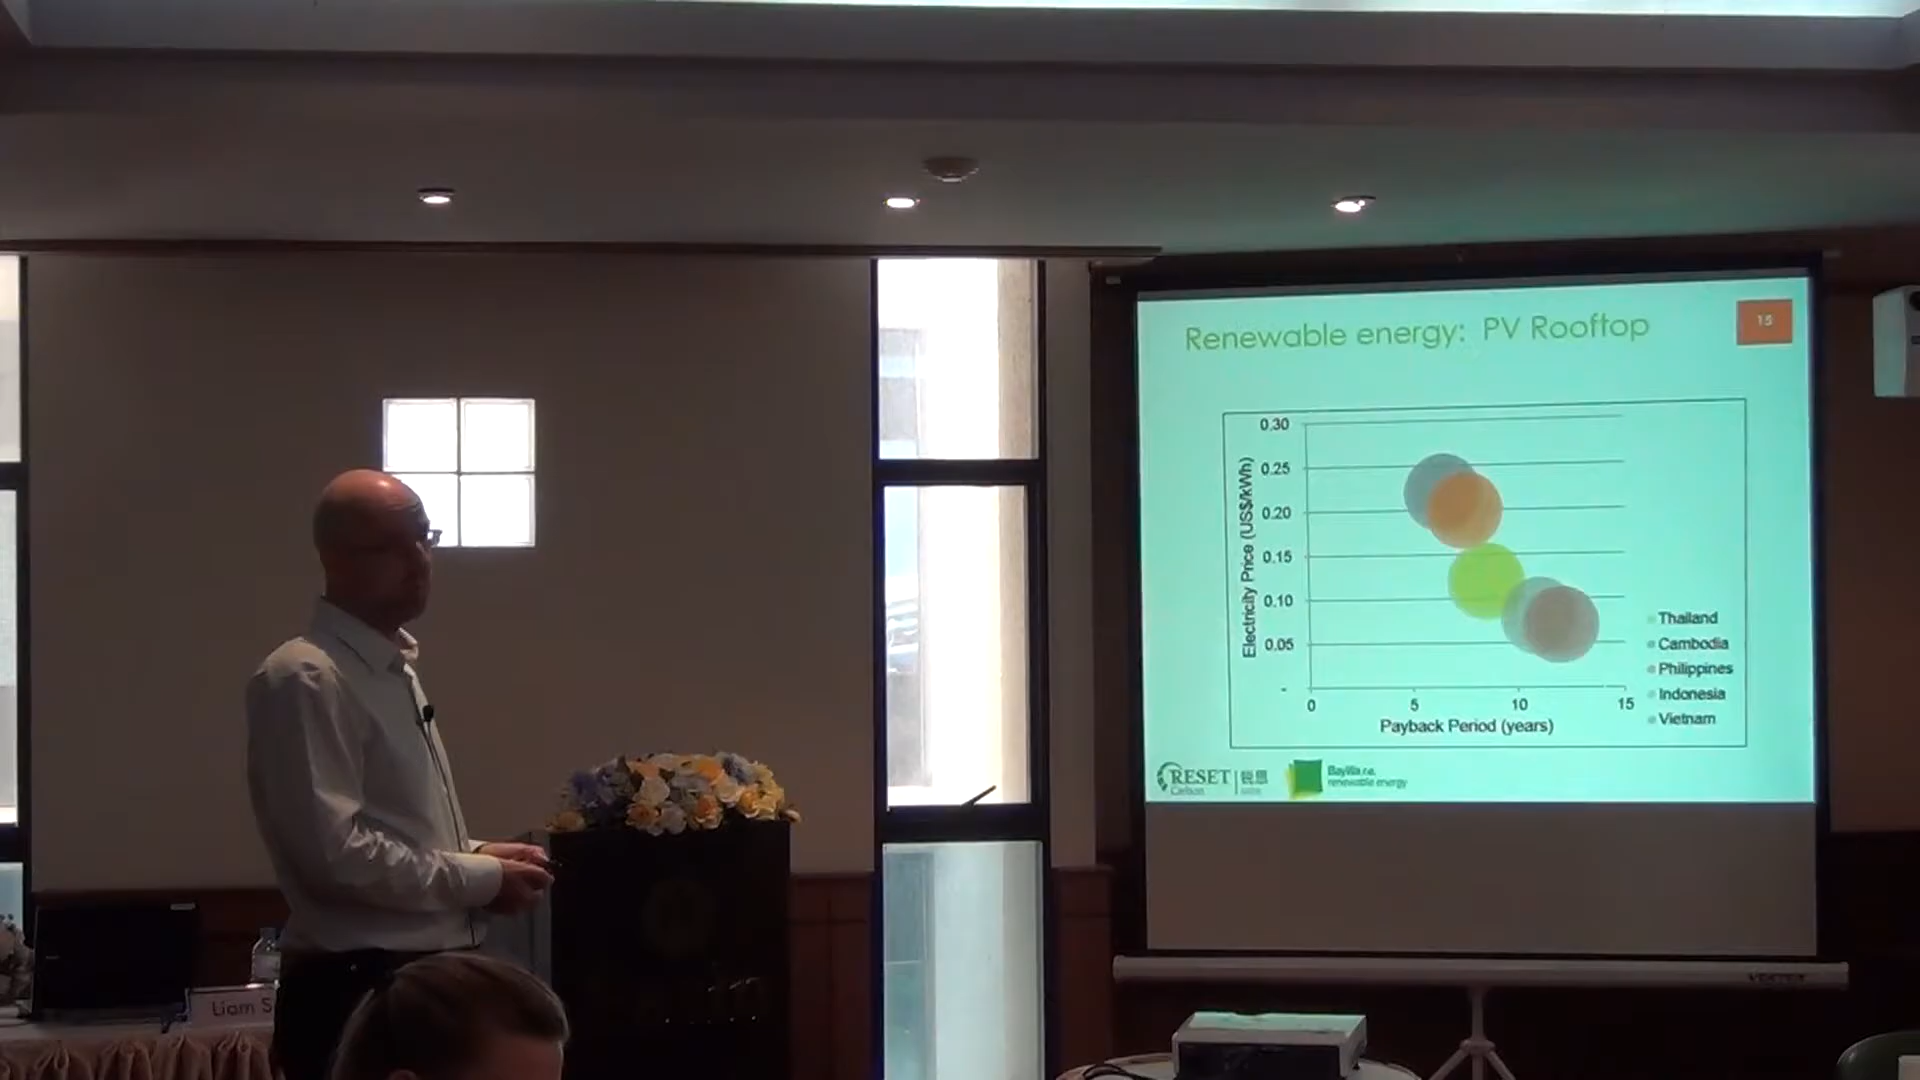 Renewable energy: PV Rooftop
15
0.30
0.25
0.20
0.15
0.10
0.05
-
Electricity Price (US$/kWh)
0 5 10 15
Payback Period (years)
Thailand
Cambodia
Philippines
Indonesia
Vietnam
RESET
Carbon
BayWa r.e.
renewable energy
Liam S